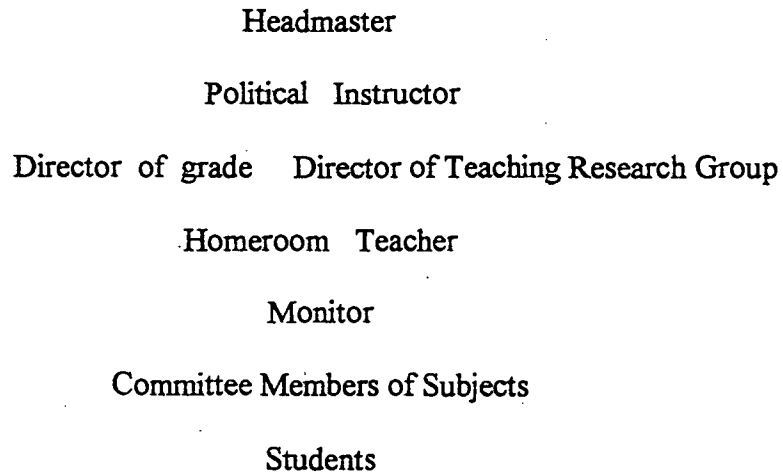 Headmaster
Political Instructor
Director of grade Director of Teaching Research Group
Homeroom Teacher
Monitor
Committee Members of Subjects
Students